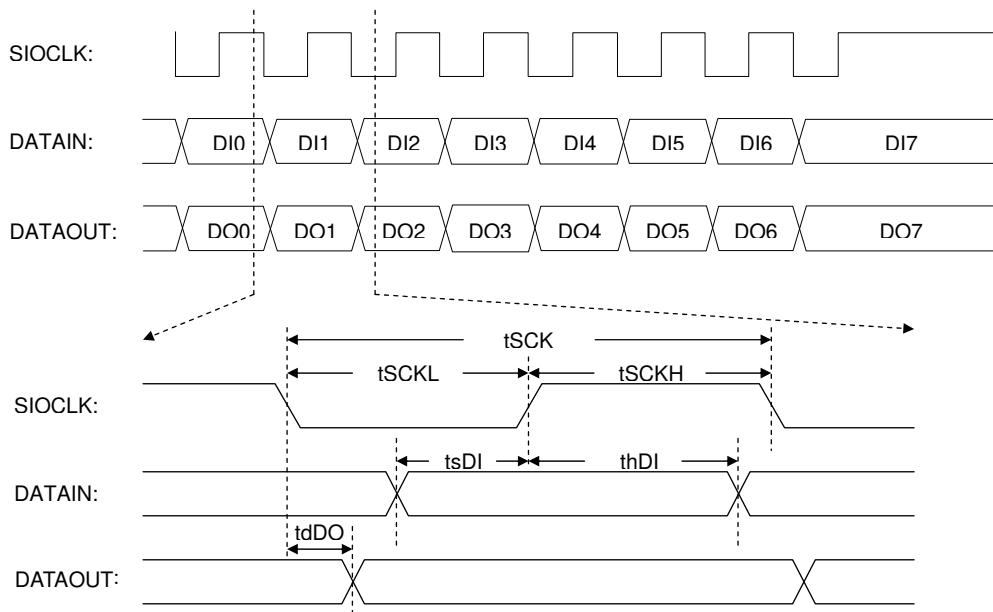 SIOCLK:
DATAIN: DI0 DI1 DI2 DI3 DI4 DI5 DI6 DI7
DATAOUT: DO0 DO1 DO2 DO3 DO4 DO5 DO6 DO7
tSCK
tSCKL tSCKH
SIOCLK:
tsDI thDI
DATAIN:
tdDO
DATAOUT: